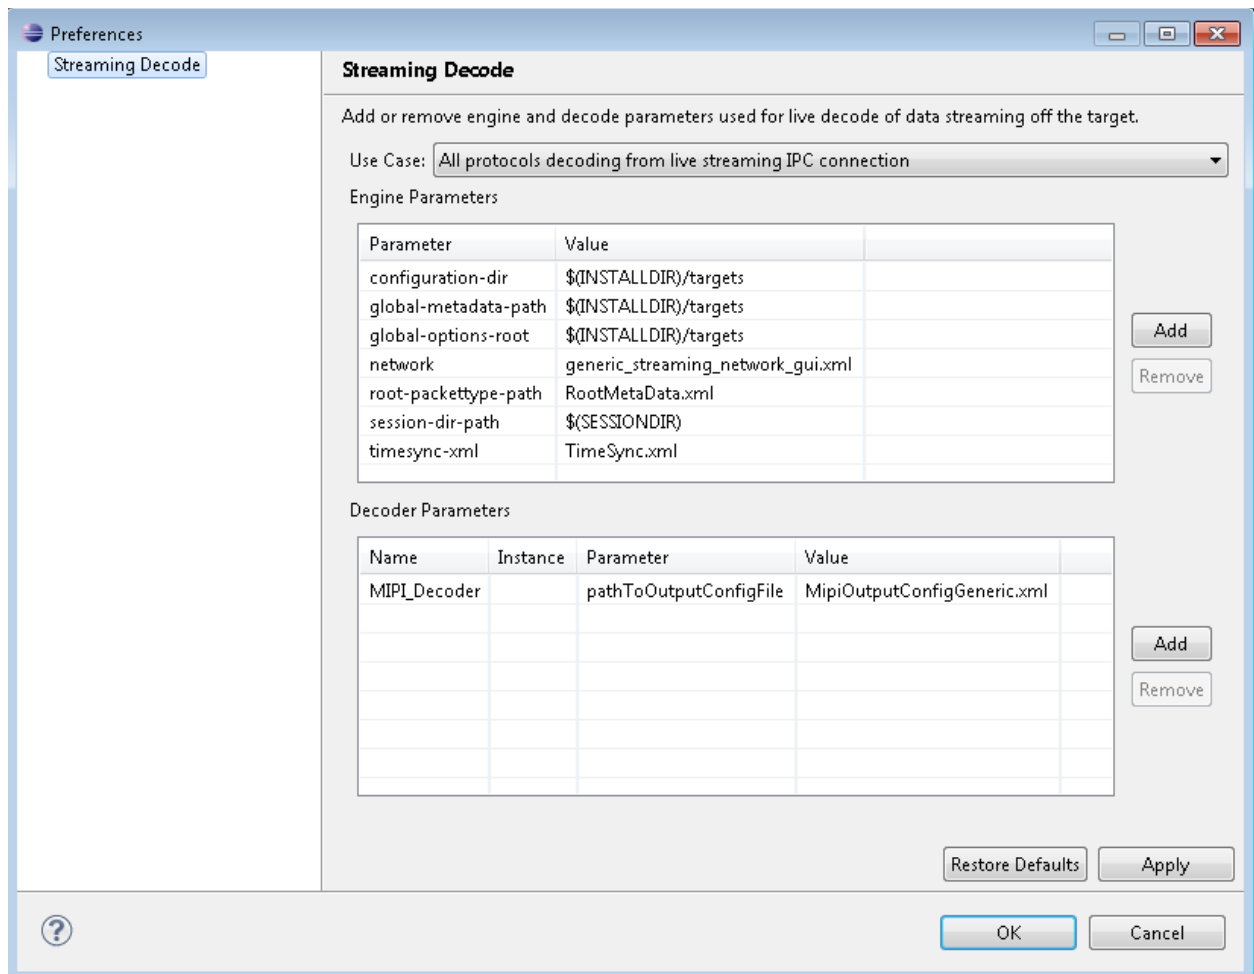 Preferences
Streaming Decode
Streaming Decode
Add or remove engine and decode parameters used for live decode of data streaming off the target.
Use Case: All protocols decoding from live streaming IPC connection
Engine Parameters
Parameter Value
configuration-dir $(INSTALLDIR)/targets
global-metadata-path $(INSTALLDIR)/targets
global-options-root $(INSTALLDIR)/targets
network generic_streaming_network_gui.xml
root-packettype-path RootMetaData.xml
session-dir-path $(SESSIONDIR)
timesync-xml TimeSync.xml
Add
Remove
Decoder Parameters
Name Instance Parameter Value
MIPI_Decoder pathToOutputConfigFile MipiOutputConfigGeneric.xml
Add
Remove
Restore Defaults Apply
? OK Cancel